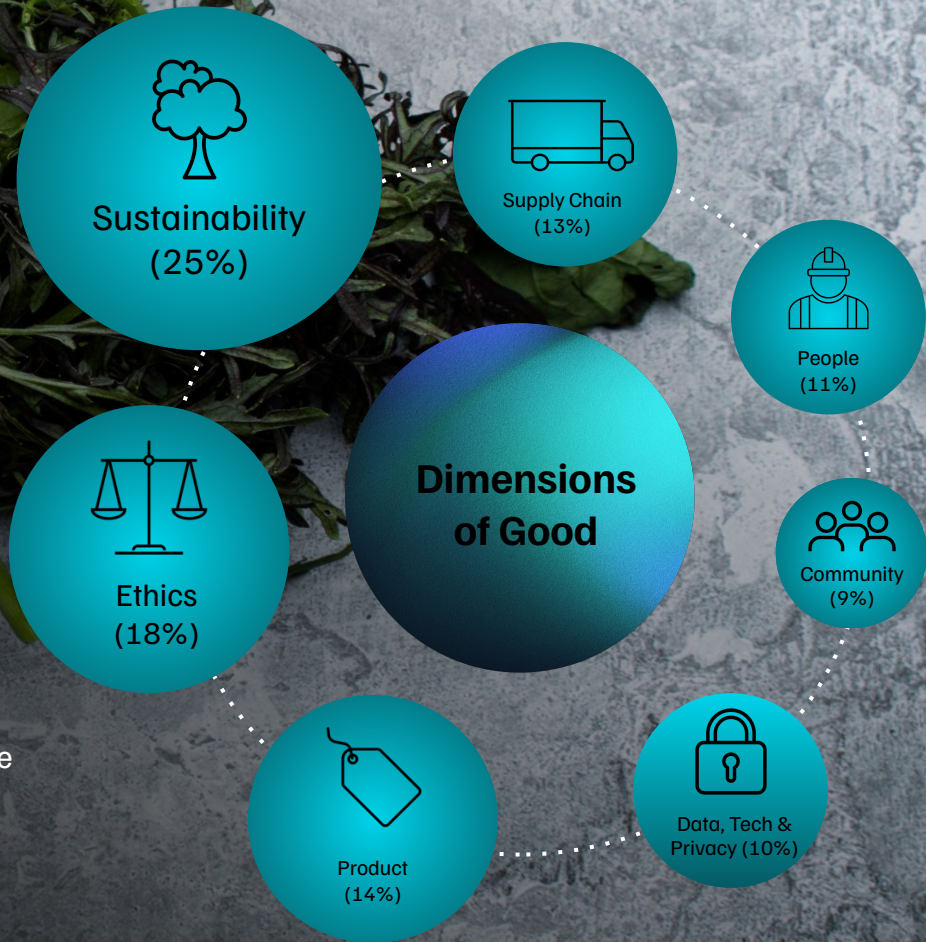 Sustainability
(25%)
Supply Chain
(13%)
People
(11%)
Dimensions
of Good
Community
(9%)
Ethics
(18%)
Data, Tech &
Privacy (10%)
Product
(14%)
e